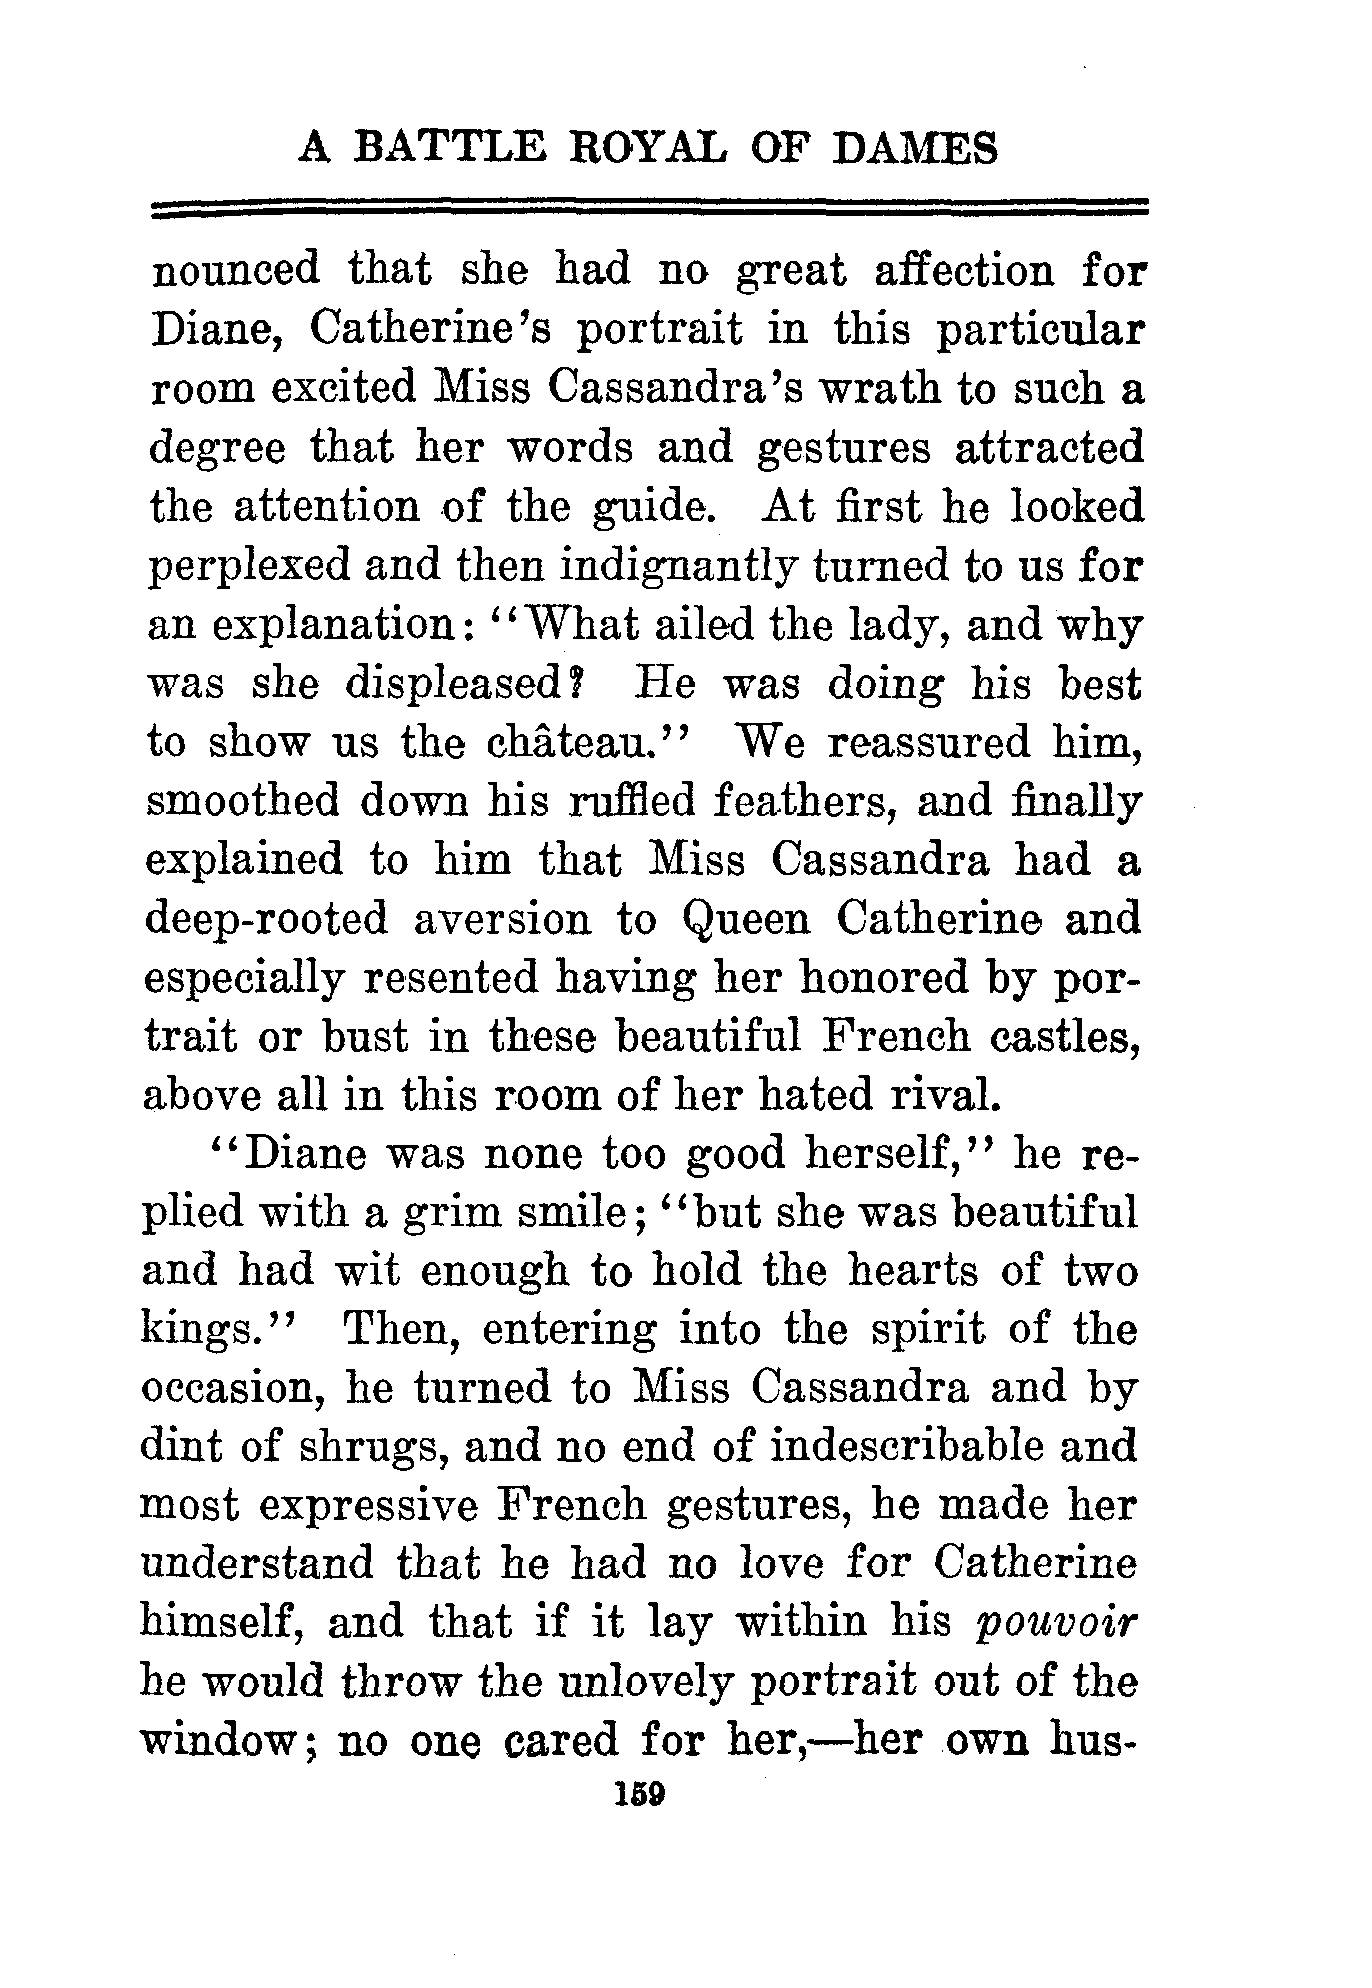 A BATTLE ROYAL OF DAMES
nounced that she had no great affection for
Diane, Catherine's portrait in this particular
room excited Miss Cassandra's wrath to such a
degree that her words and gestures attracted
the attention of the guide. At first he looked
perplexed and then indignantly turned to us for
an explanation: "What ailed the lady, and why
was she displeased? He was doing his best
to show us the château." We reassured him,
smoothed down his ruffled feathers, and finally
explained to him that Miss Cassandra had a
deep-rooted aversion to Queen Catherine and
especially resented having her honored by por-
trait or bust in these beautiful French castles,
above all in this room of her hated rival.
"Diane was none too good herself," he re-
plied with a grim smile; "but she was beautiful
and had wit enough to hold the hearts of two
kings." Then, entering into the spirit of the
occasion, he turned to Miss Cassandra and by
dint of shrugs, and no end of indescribable and
most expressive French gestures, he made her
understand that he had no love for Catherine
himself, and that if it lay within his pouvoir
he would throw the unlovely portrait out of the
window; no one cared for her,—her own hus-
159